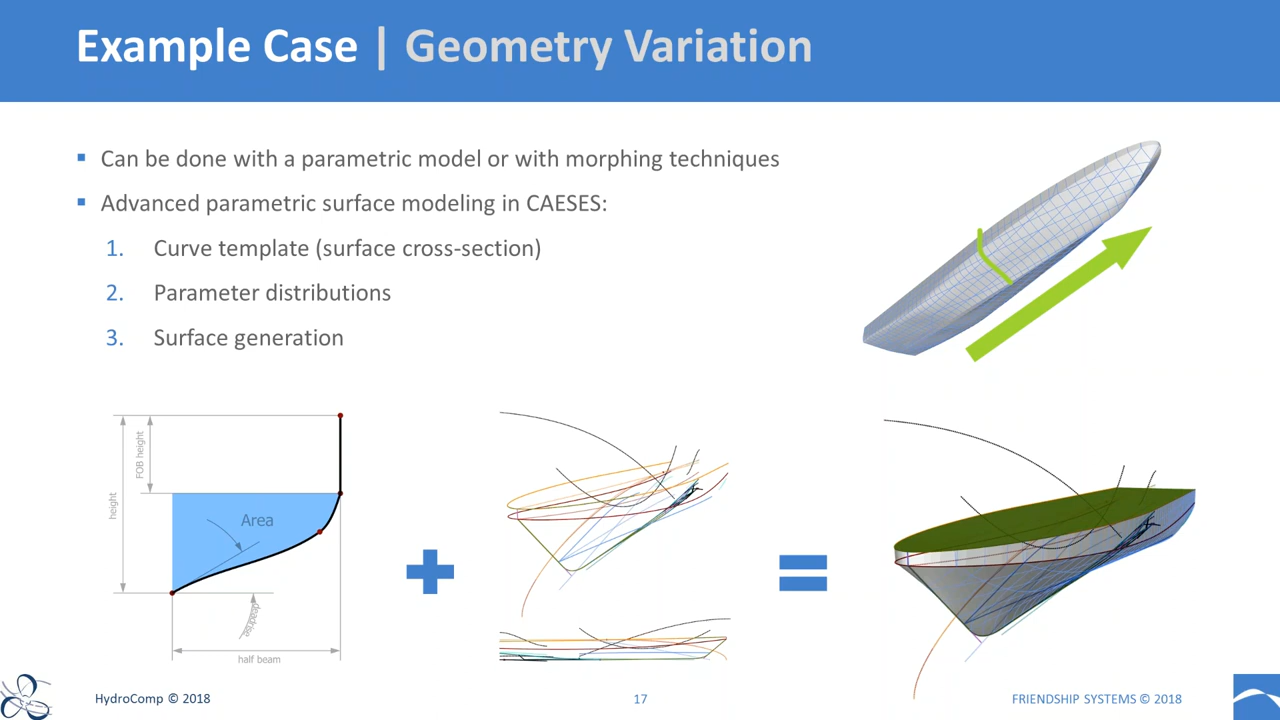 Example Case | Geometry Variation
▪ Can be done with a parametric model or with morphing techniques
▪ Advanced parametric surface modeling in CAESES:
1. Curve template (surface cross-section)
2. Parameter distributions
3. Surface generation
FOB height
height
Area
deadrise
half beam
HydroComp © 2018
17
FRIENDSHIP SYSTEMS © 2018